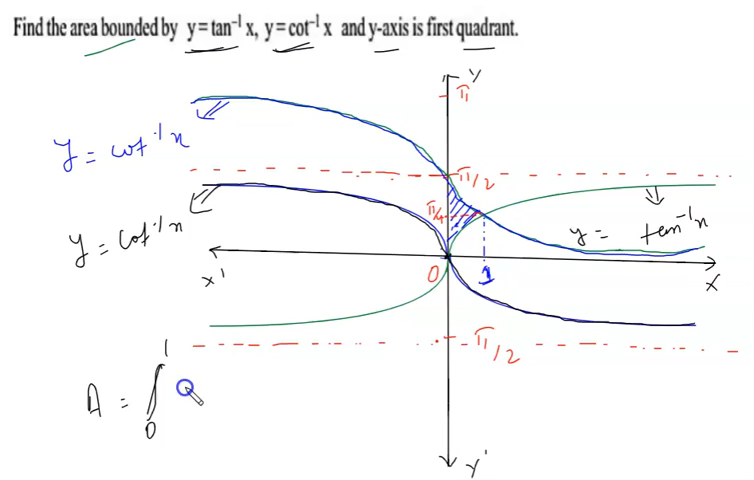 Find the area bounded by y=tan⁻¹ x, y=cot⁻¹ x and y-axis is first quadrant.
Y
π
y = cot⁻¹x
π/2
π/4
y = cot⁻¹x
y = tan⁻¹x
X'
0
1
X
π/2
A = ∫₀¹
Y'